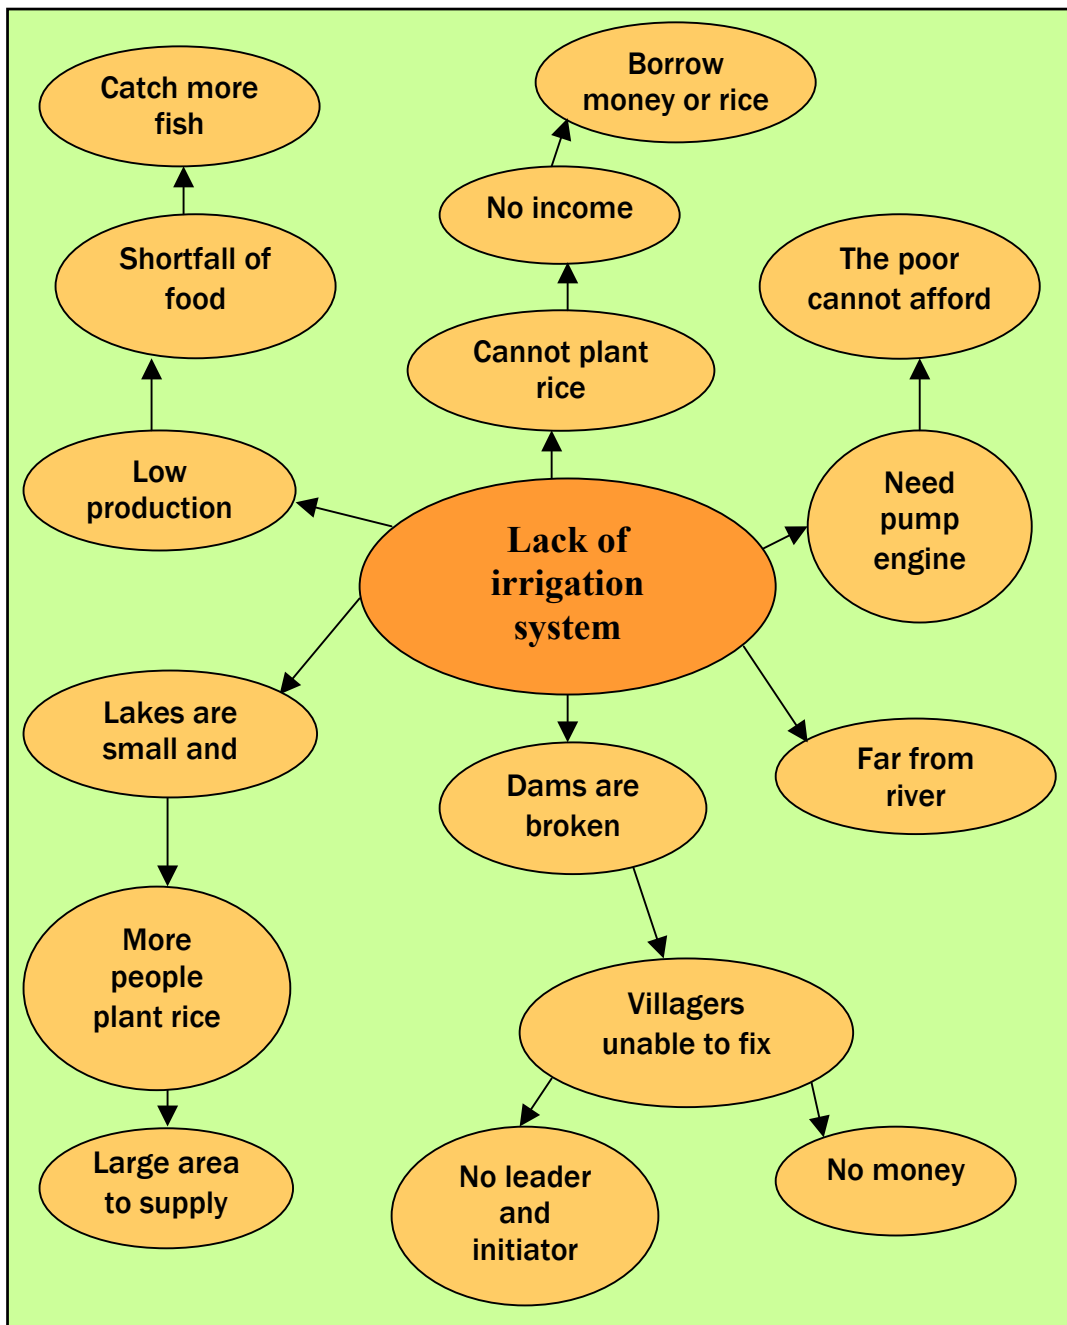 Catch more
fish
Borrow
money or rice
No income
Shortfall of
food
The poor
cannot afford
Cannot plant
rice
Low
production
Need
pump
engine
Lack of
irrigation
system
Lakes are
small and
Dams are
broken
Far from
river
More
people
plant rice
Villagers
unable to fix
Large area
to supply
No leader
and
initiator
No money